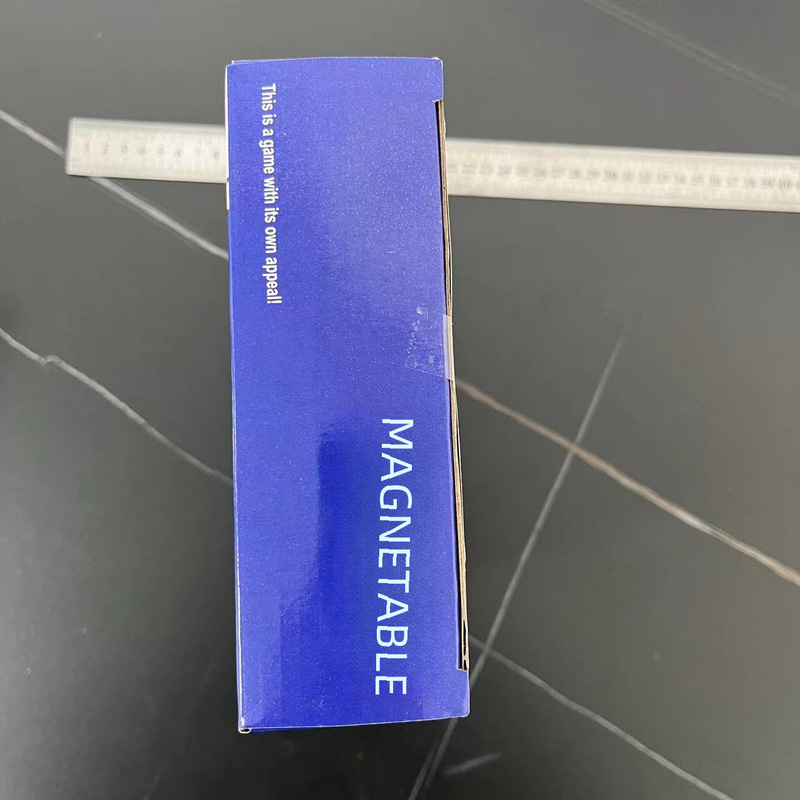 This is a game with its own appeal!
MAGNETABLE